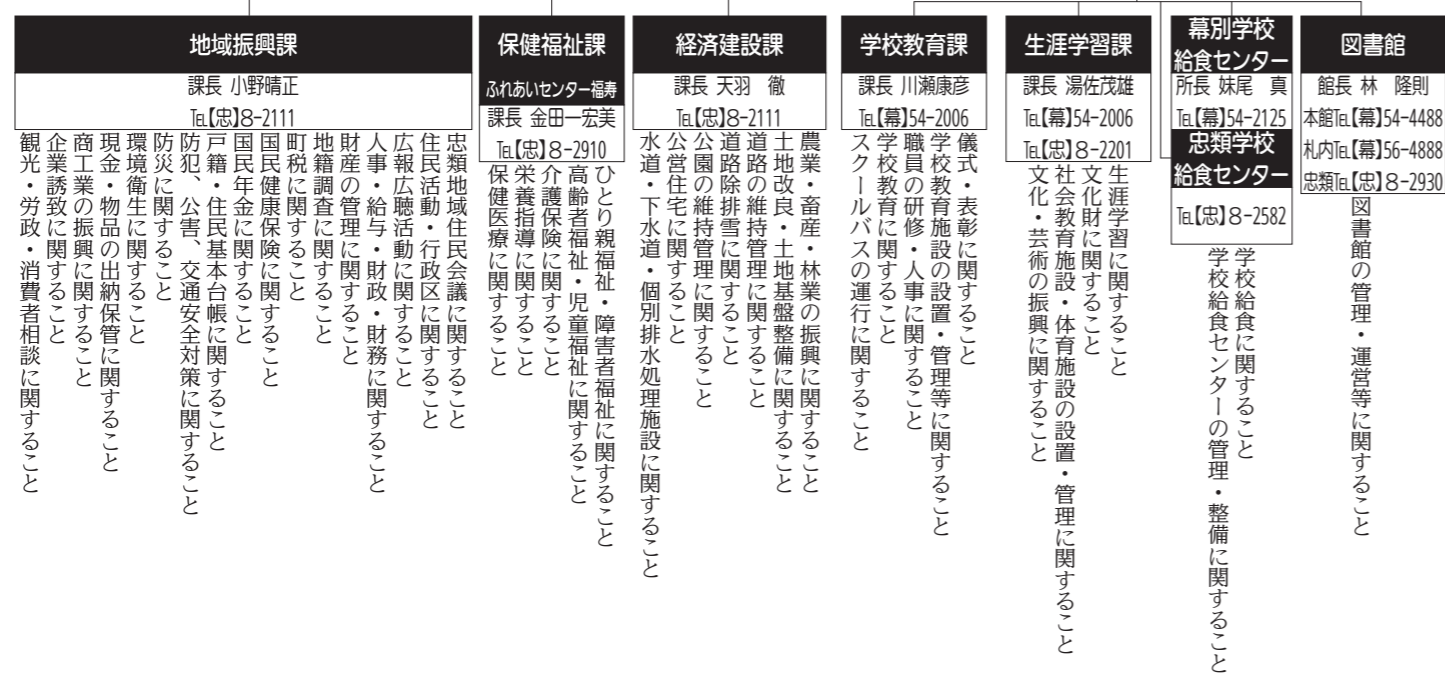 地域振興課
課長 小野晴正
℡【忠】8-2111
忠類地域住民会議に関すること
住民活動・行政区に関すること
広報広聴活動に関すること
人事・給与・財政・財務に関すること
財産の管理に関すること
地籍調査に関すること
町税に関すること
国民健康保険に関すること
国民年金に関すること
戸籍・住民基本台帳に関すること
防犯、公害、交通安全対策に関すること
防災に関すること
環境衛生に関すること
現金・物品の出納保管に関すること
商工業の振興に関すること
企業誘致に関すること
観光・労政・消費者相談に関すること
保健福祉課
ふれあいセンター福寿
課長 金田一宏美
℡【忠】8-2910
ひとり親福祉・障害者福祉に関すること
高齢者福祉・児童福祉に関すること
介護保険に関すること
栄養指導に関すること
保健医療に関すること
経済建設課
課長 天羽 徹
℡【忠】8-2111
農業・畜産・林業の振興に関すること
土地改良・土地基盤整備に関すること
道路の維持管理に関すること
道路除排雪に関すること
公園の維持管理に関すること
公営住宅に関すること
水道・下水道・個別排水処理施設に関すること
学校教育課
課長 川瀬康彦
℡【幕】54-2006
儀式・表彰に関すること
学校教育施設の設置・管理等に関すること
職員の研修・人事に関すること
学校教育に関すること
スクールバスの運行に関すること
生涯学習課
課長 湯佐茂雄
℡【幕】54-2006
℡【忠】8-2201
生涯学習に関すること
文化財に関すること
社会教育施設・体育施設の設置・管理に関すること
文化・芸術の振興に関すること
幕別学校
給食センター
所長 妹尾 真
℡【幕】54-2125
忠類学校
給食センター
℡【忠】8-2582
学校給食に関すること
学校給食センターの管理・整備に関すること
図書館
館長 林 隆則
本館℡【幕】54-4488
札内℡【幕】56-4888
忠類℡【忠】8-2930
図書館の管理・運営等に関すること